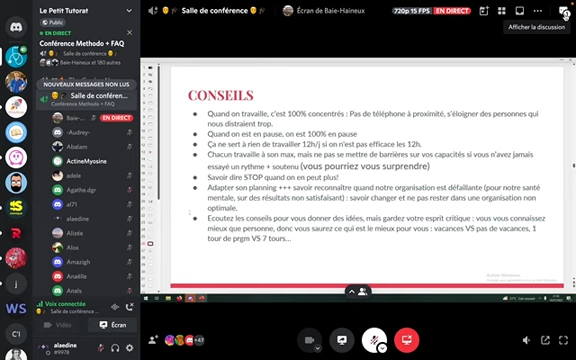 Le Petit Tutorat
Public
EN DIRECT
Conférence Methodo + FAQ
Salle de conférence
Baie-Haineux et 180 autres
NOUVEAUX MESSAGES NON LUS
Salle de conféren...
Conférence Methodo + FAQ
Baie-... EN DIRECT
-Audrey-
Abalam
ActineMyosine
adele
Agathe.dgr
al71
alaedine
Alizée
Alox
Amazigh
Anaëlle
Anais
Voix connectée
Salle de conférence
Vidéo
Écran
alaedine
#9978
WS
Salle de conférence
Écran de Baie-Haineux
720p 15 FPS
EN DIRECT
Afficher la discussion
CONSEILS
Quand on travaille, c'est 100% concentrés : Pas de téléphone à proximité, s'éloigner des personnes qui
nous distraient trop.
Quand on est en pause, on est 100% en pause
Ça ne sert à rien de travailler 12h/j si on n'est pas efficace les 12h.
Chacun travaille à son max, mais ne pas se mettre de barrières sur vos capacités si vous n'avez jamais
essayé un rythme + soutenu (vous pourriez vous surprendre)
Savoir dire STOP quand on en peut plus!
Adapter son planning +++ savoir reconnaître quand notre organisation est défaillante (pour notre santé
mentale, sur des résultats non satisfaisant) : savoir changer et ne pas rester dans une organisation non
optimale.
Ecoutez les conseils pour vous donner des idées, mais gardez votre esprit critique ; vous vous connaissez
mieux que personne, donc vous saurez ce qui est le mieux pour vous : vacances VS pas de vacances, 1
tour de prgm VS 7 tours...
Activer Windows
+47